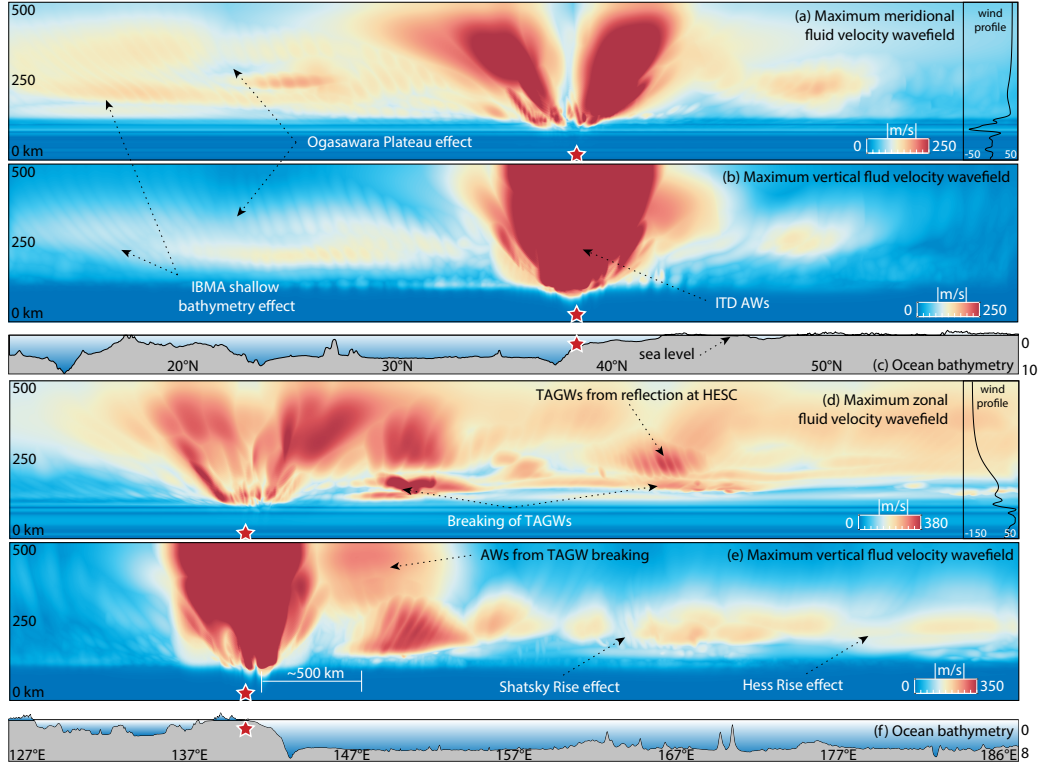 (a) Maximum meridional
fluid velocity wavefield
wind
profile
500
250
0 km
Ogasawara Plateau effect
|m/s|
0 250
-50 50
500
250
0 km
(b) Maximum vertical flud velocity wavefield
IBMA shallow
bathymetry effect
ITD AWs
|m/s|
0 250
sea level
0
10
20°N 30°N 40°N 50°N
(c) Ocean bathymetry
500
250
0 km
TAGWs from reflection at HESC
(d) Maximum zonal
fluid velocity wavefield
wind
profile
Breaking of TAGWs
|m/s|
0 380
-150 50
500
250
0 km
AWs from TAGW breaking
(e) Maximum vertical flud velocity wavefield
~500 km
Shatsky Rise effect
Hess Rise effect
|m/s|
0 350
(f) Ocean bathymetry
0
8
127°E 137°E 147°E 157°E 167°E 177°E 186°E